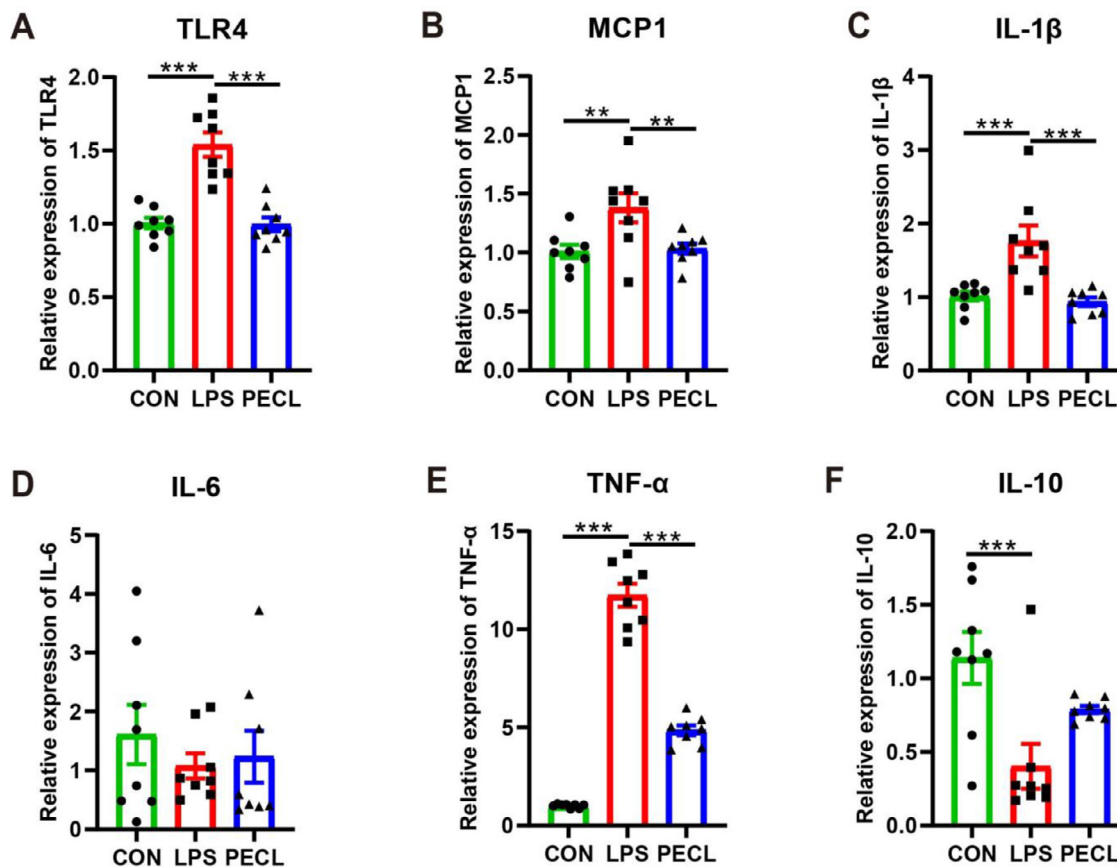 A TLR4
Relative expression of TLR4
2.0
1.5
1.0
0.5
0.0
*** ***
CON LPS PECL
B MCP1
Relative expression of MCP1
2.5
2.0
1.5
1.0
0.5
0.0
** **
CON LPS PECL
C IL-1β
Relative expression of IL-1β
4
3
2
1
0
*** ***
CON LPS PECL
D IL-6
Relative expression of IL-6
5
4
3
2
1
0
CON LPS PECL
E TNF-α
Relative expression of TNF-α
15
10
5
0
*** ***
CON LPS PECL
F IL-10
Relative expression of IL-10
2.0
1.5
1.0
0.5
0.0
***
CON LPS PECL